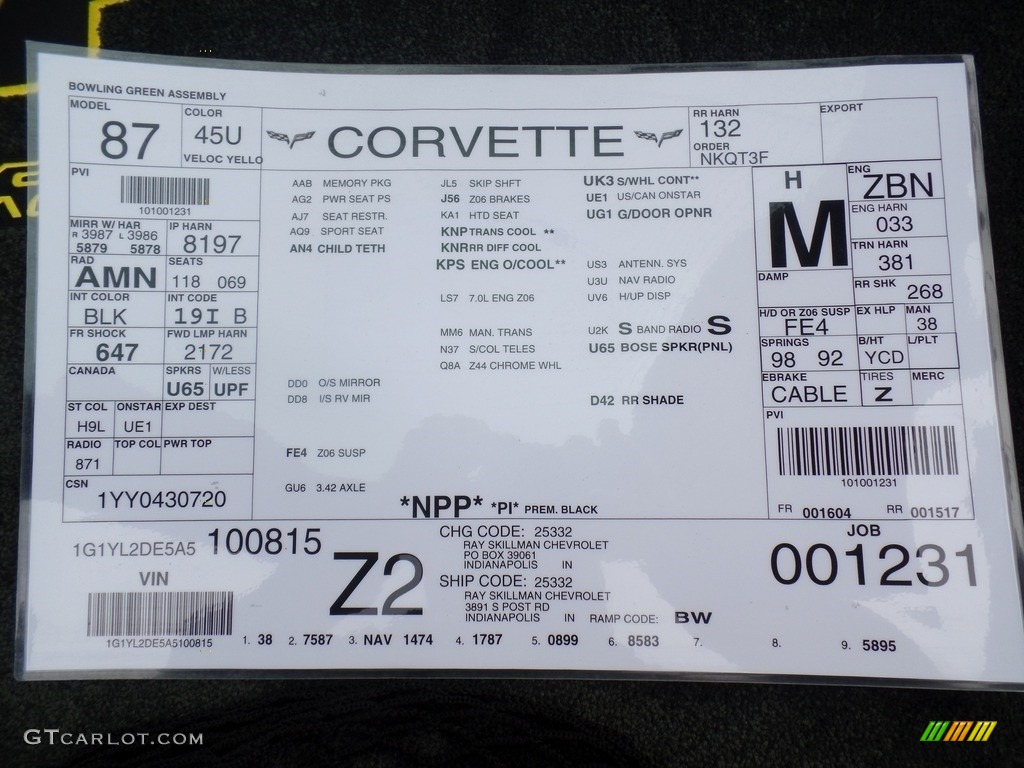 BOWLING GREEN ASSEMBLY
MODEL
87
COLOR
45U
VELOC YELLO
CORVETTE
RR HARN
132
ORDER
NKQT3F
EXPORT
PVI
101001231
MIRR W/ HAR
R 3987 L 3986
5879 5878
IP HARN
8197
RAD
AMN
SEATS
118 069
INT COLOR
BLK
INT CODE
19I B
FR SHOCK
647
FWD LMP HARN
2172
CANADA
SPKRS
U65
W/LESS
UPF
ST COL
H9L
ONSTAR
UE1
EXP DEST
RADIO
871
TOP COL
PWR TOP
CSN
1YY0430720
AAB MEMORY PKG
AG2 PWR SEAT PS
AJ7 SEAT RESTR.
AQ9 SPORT SEAT
AN4 CHILD TETH
DD0 O/S MIRROR
DD8 I/S RV MIR
FE4 Z06 SUSP
GU6 3.42 AXLE
JL5 SKIP SHFT
J56 Z06 BRAKES
KA1 HTD SEAT
KNP TRANS COOL **
KNR RR DIFF COOL
KPS ENG O/COOL**
LS7 7.0L ENG Z06
MM6 MAN. TRANS
N37 S/COL TELES
Q8A Z44 CHROME WHL
UK3 S/WHL CONT**
UE1 US/CAN ONSTAR
UG1 G/DOOR OPNR
US3 ANTENN. SYS
U3U NAV RADIO
UV6 H/UP DISP
U2K S BAND RADIO S
U65 BOSE SPKR(PNL)
D42 RR SHADE
*NPP* *PI* PREM. BLACK
H
M
DAMP
ENG
ZBN
ENG HARN
033
TRN HARN
381
RR SHK
268
H/D OR Z06 SUSP
FE4
EX HLP
MAN
38
SPRINGS
98 92
B/HT
YCD
L/PLT
EBRAKE
CABLE
TIRES
Z
MERC
PVI
101001231
FR 001604 RR 001517
1G1YL2DE5A5 100815
VIN
1G1YL2DE5A5100815
Z2
CHG CODE: 25332
RAY SKILLMAN CHEVROLET
PO BOX 39061
INDIANAPOLIS IN
SHIP CODE: 25332
RAY SKILLMAN CHEVROLET
3891 S POST RD
INDIANAPOLIS IN RAMP CODE: BW
JOB
001231
1. 38 2. 7587 3. NAV 1474 4. 1787 5. 0899 6. 8583 7. 8. 9. 5895
GTCARLOT.COM